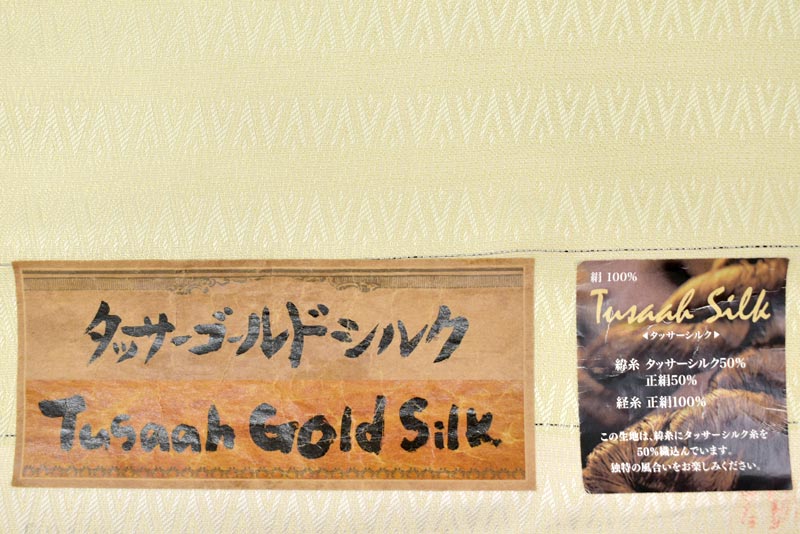 タッサーゴールドシルク
Tusaah Gold Silk
絹 100%
Tusaah Silk
◀タッサーシルク▶
緯糸 タッサーシルク50%
正絹50%
経糸 正絹100%
この生地は、緯糸にタッサーシルク糸を
50%織込んでいます。
独特の風合いをお楽しみください。